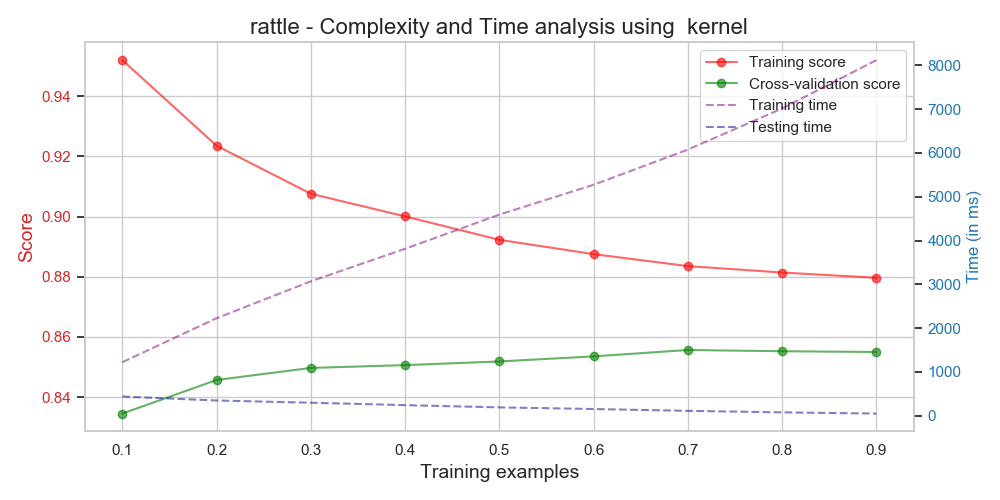 rattle - Complexity and Time analysis using  kernel
Training score
Cross-validation score
Training time
Testing time
Score
0.94
0.92
0.90
0.88
0.86
0.84
8000
7000
6000
5000
4000
3000
2000
1000
0
Time (in ms)
0.1 0.2 0.3 0.4 0.5 0.6 0.7 0.8 0.9
Training examples